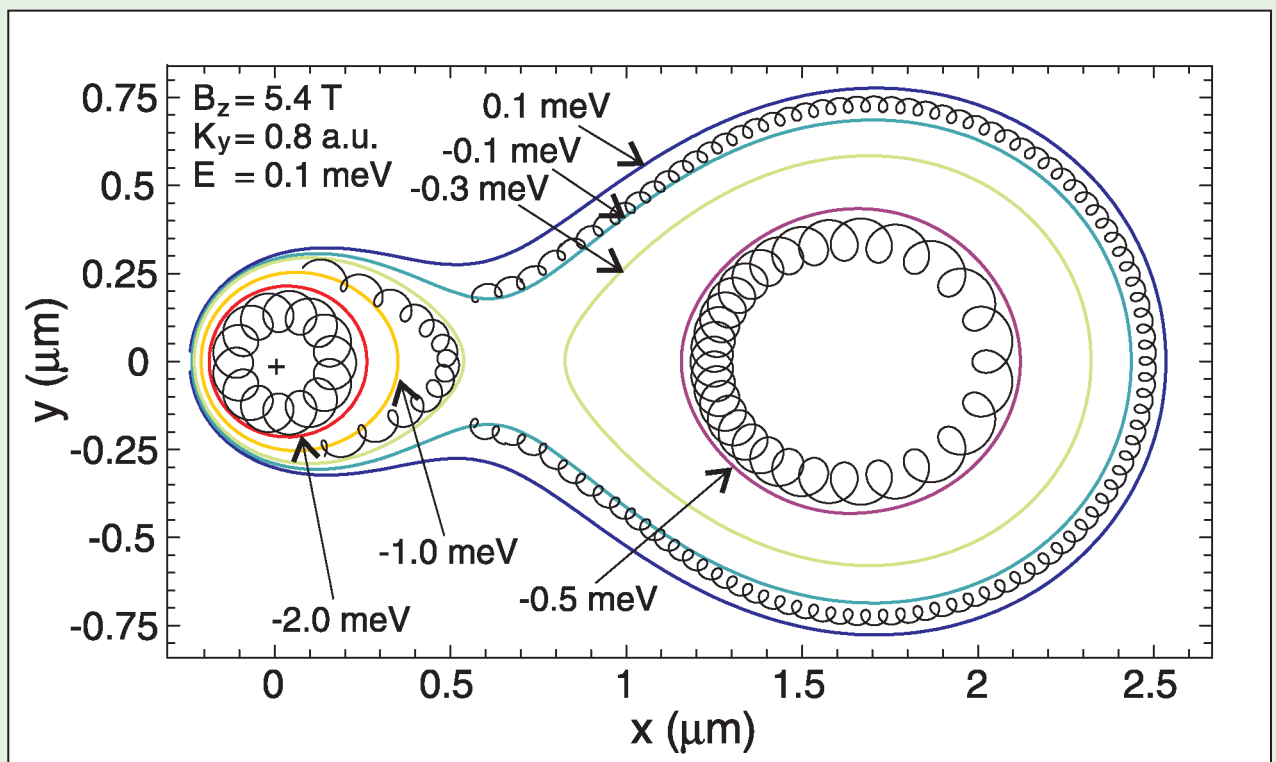 B_z = 5.4 T
K_y = 0.8 a.u.
E = 0.1 meV
0.1 meV
-0.1 meV
-0.3 meV
-1.0 meV
-0.5 meV
-2.0 meV
0.75
0.5
0.25
0
-0.25
-0.5
-0.75
y (μm)
0 0.5 1 1.5 2 2.5
x (μm)